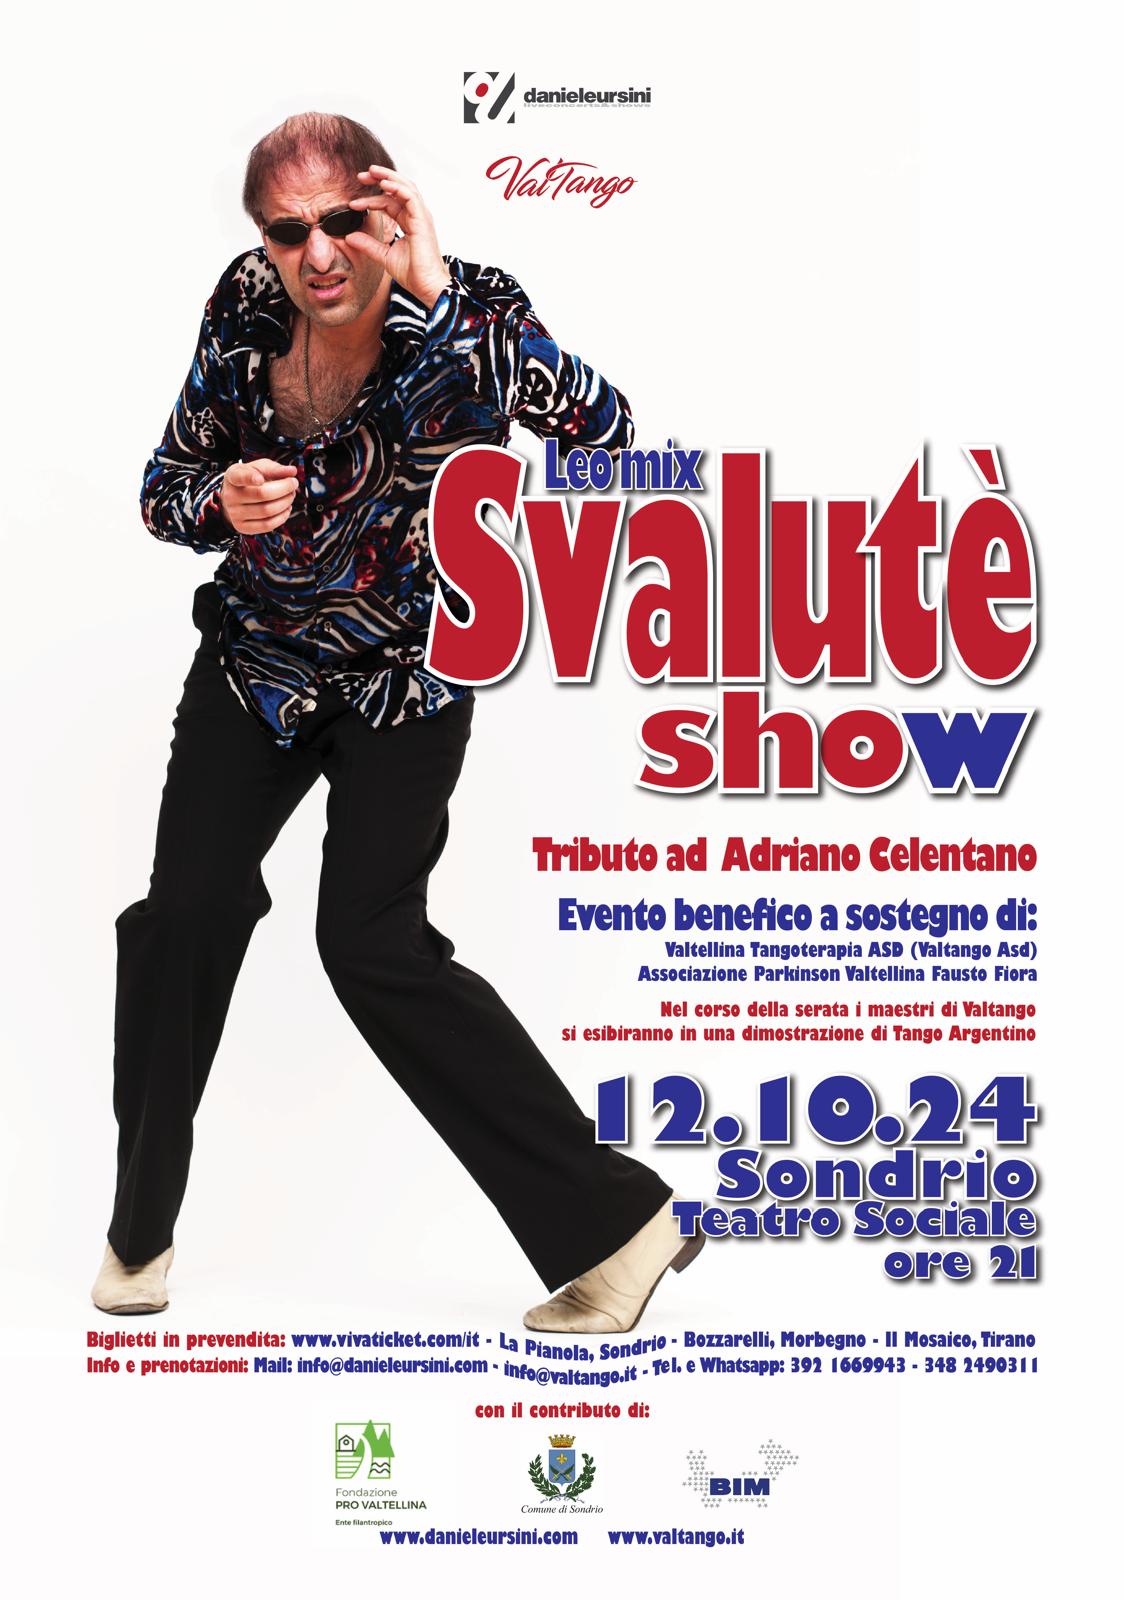 danieleursini
liveconcerts&shows
ValTango
Leo mix
Svalutè
show
Tributo ad Adriano Celentano
Evento benefico a sostegno di:
Valtellina Tangoterapia ASD (Valtango Asd)
Associazione Parkinson Valtellina Fausto Fiora
Nel corso della serata i maestri di Valtango
si esibiranno in una dimostrazione di Tango Argentino
12.10.24
Sondrio
Teatro Sociale
ore 21
Biglietti in prevendita: www.vivaticket.com/it - La Pianola, Sondrio - Bozzarelli, Morbegno - Il Mosaico, Tirano
Info e prenotazioni: Mail: info@danieleursini.com - info@valtango.it - Tel. e Whatsapp: 392 1669943 - 348 2490311
con il contributo di:
Fondazione
PRO VALTELLINA
Ente filantropico
Comune di Sondrio
BIM
www.danieleursini.com www.valtango.it